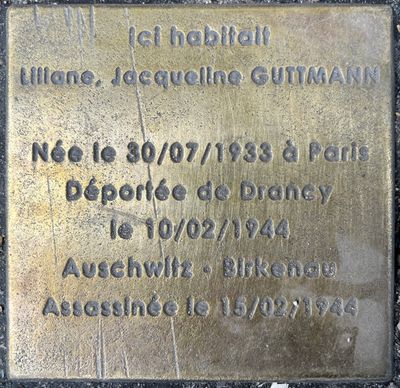 Ici habitait
Liliane, Jacqueline GUTTMANN
Née le 30/07/1933 à Paris
Déportée de Drancy
le 10/02/1944
Auschwitz - Birkenau
Assassinée le 15/02/1944